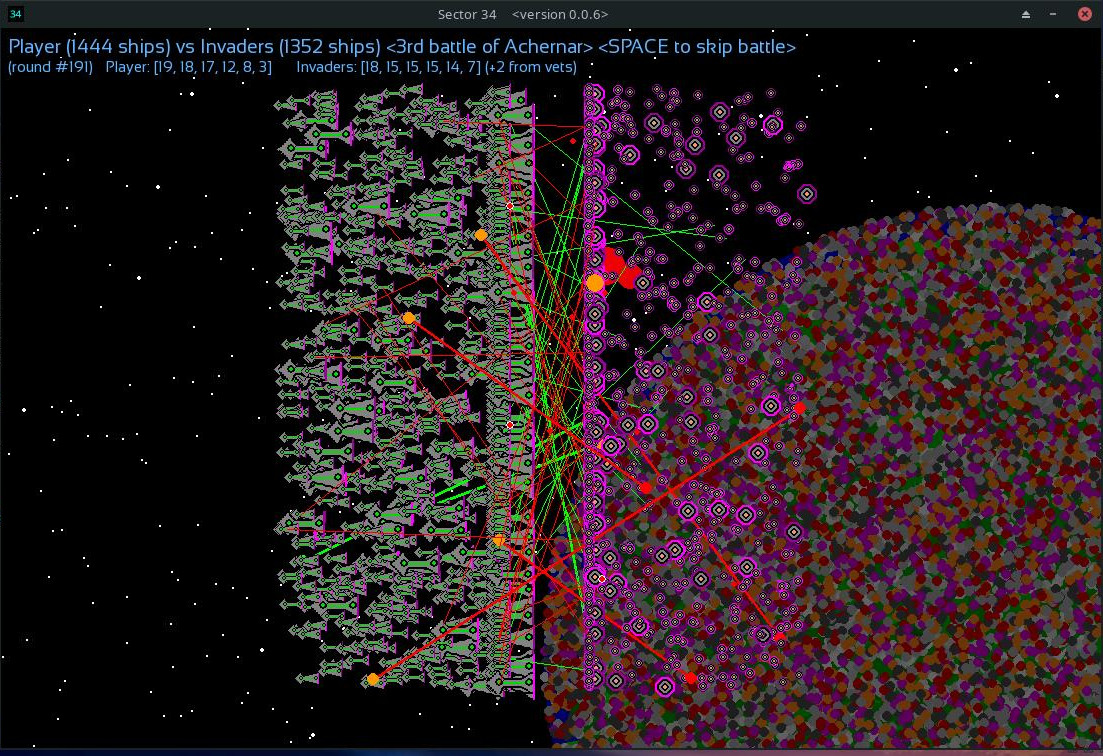 34
Sector 34 <version 0.0.6>
Player (1444 ships) vs Invaders (1352 ships) <3rd battle of Achernar> <SPACE to skip battle>
(round #191) Player: [19, 18, 17, 12, 8, 3] Invaders: [18, 15, 15, 15, 14, 7] (+2 from vets)